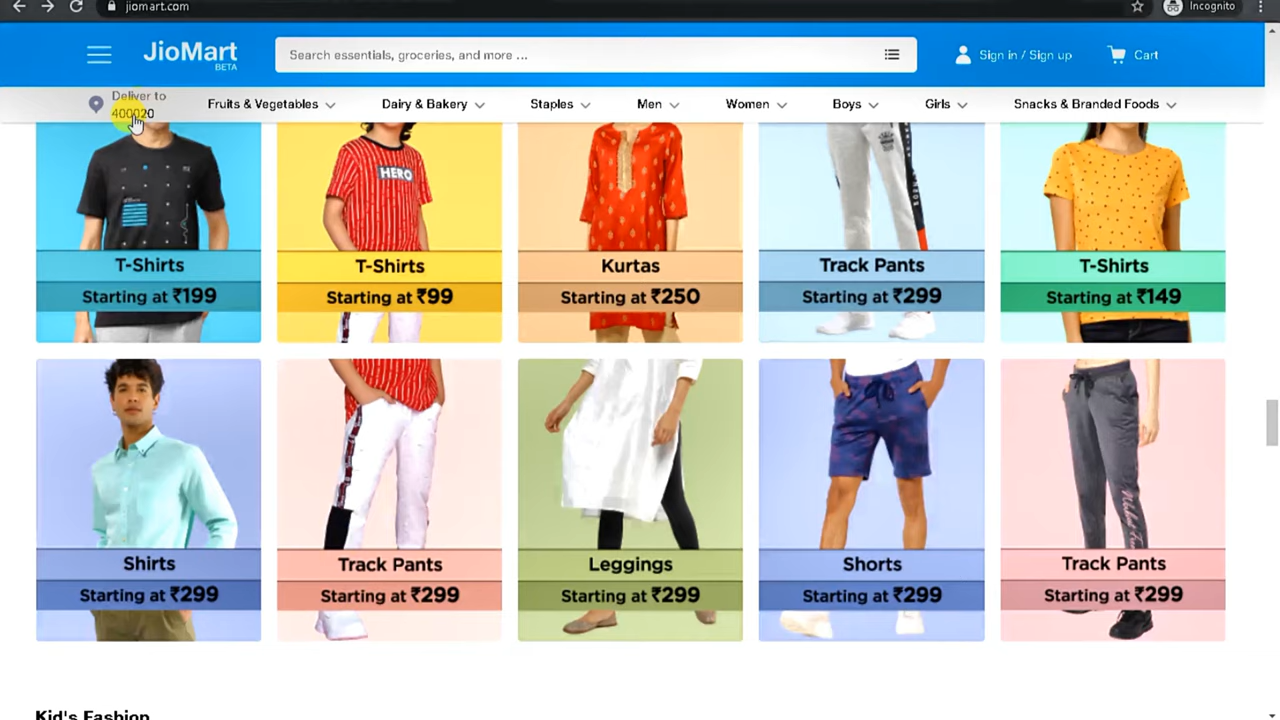 jiomart.com
Incognito
JioMart
BETA
Search essentials, groceries, and more ...
Sign in / Sign up
Cart
Deliver to
400020
Fruits & Vegetables
Dairy & Bakery
Staples
Men
Women
Boys
Girls
Snacks & Branded Foods
HERO
T-Shirts
Starting at ₹199
T-Shirts
Starting at ₹99
Kurtas
Starting at ₹250
Track Pants
Starting at ₹299
T-Shirts
Starting at ₹149
Shirts
Starting at ₹299
Track Pants
Starting at ₹299
Leggings
Starting at ₹299
Shorts
Starting at ₹299
Track Pants
Starting at ₹299
Kid's Fashion